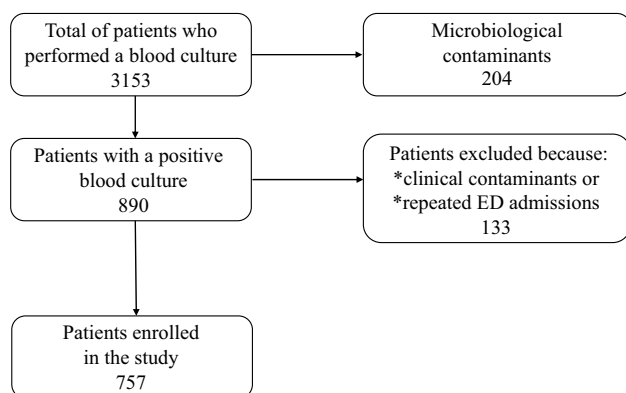 Total of patients who
performed a blood culture
3153
Microbiological
contaminants
204
Patients with a positive
blood culture
890
Patients excluded because:
*clinical contaminants or
*repeated ED admissions
133
Patients enrolled
in the study
757